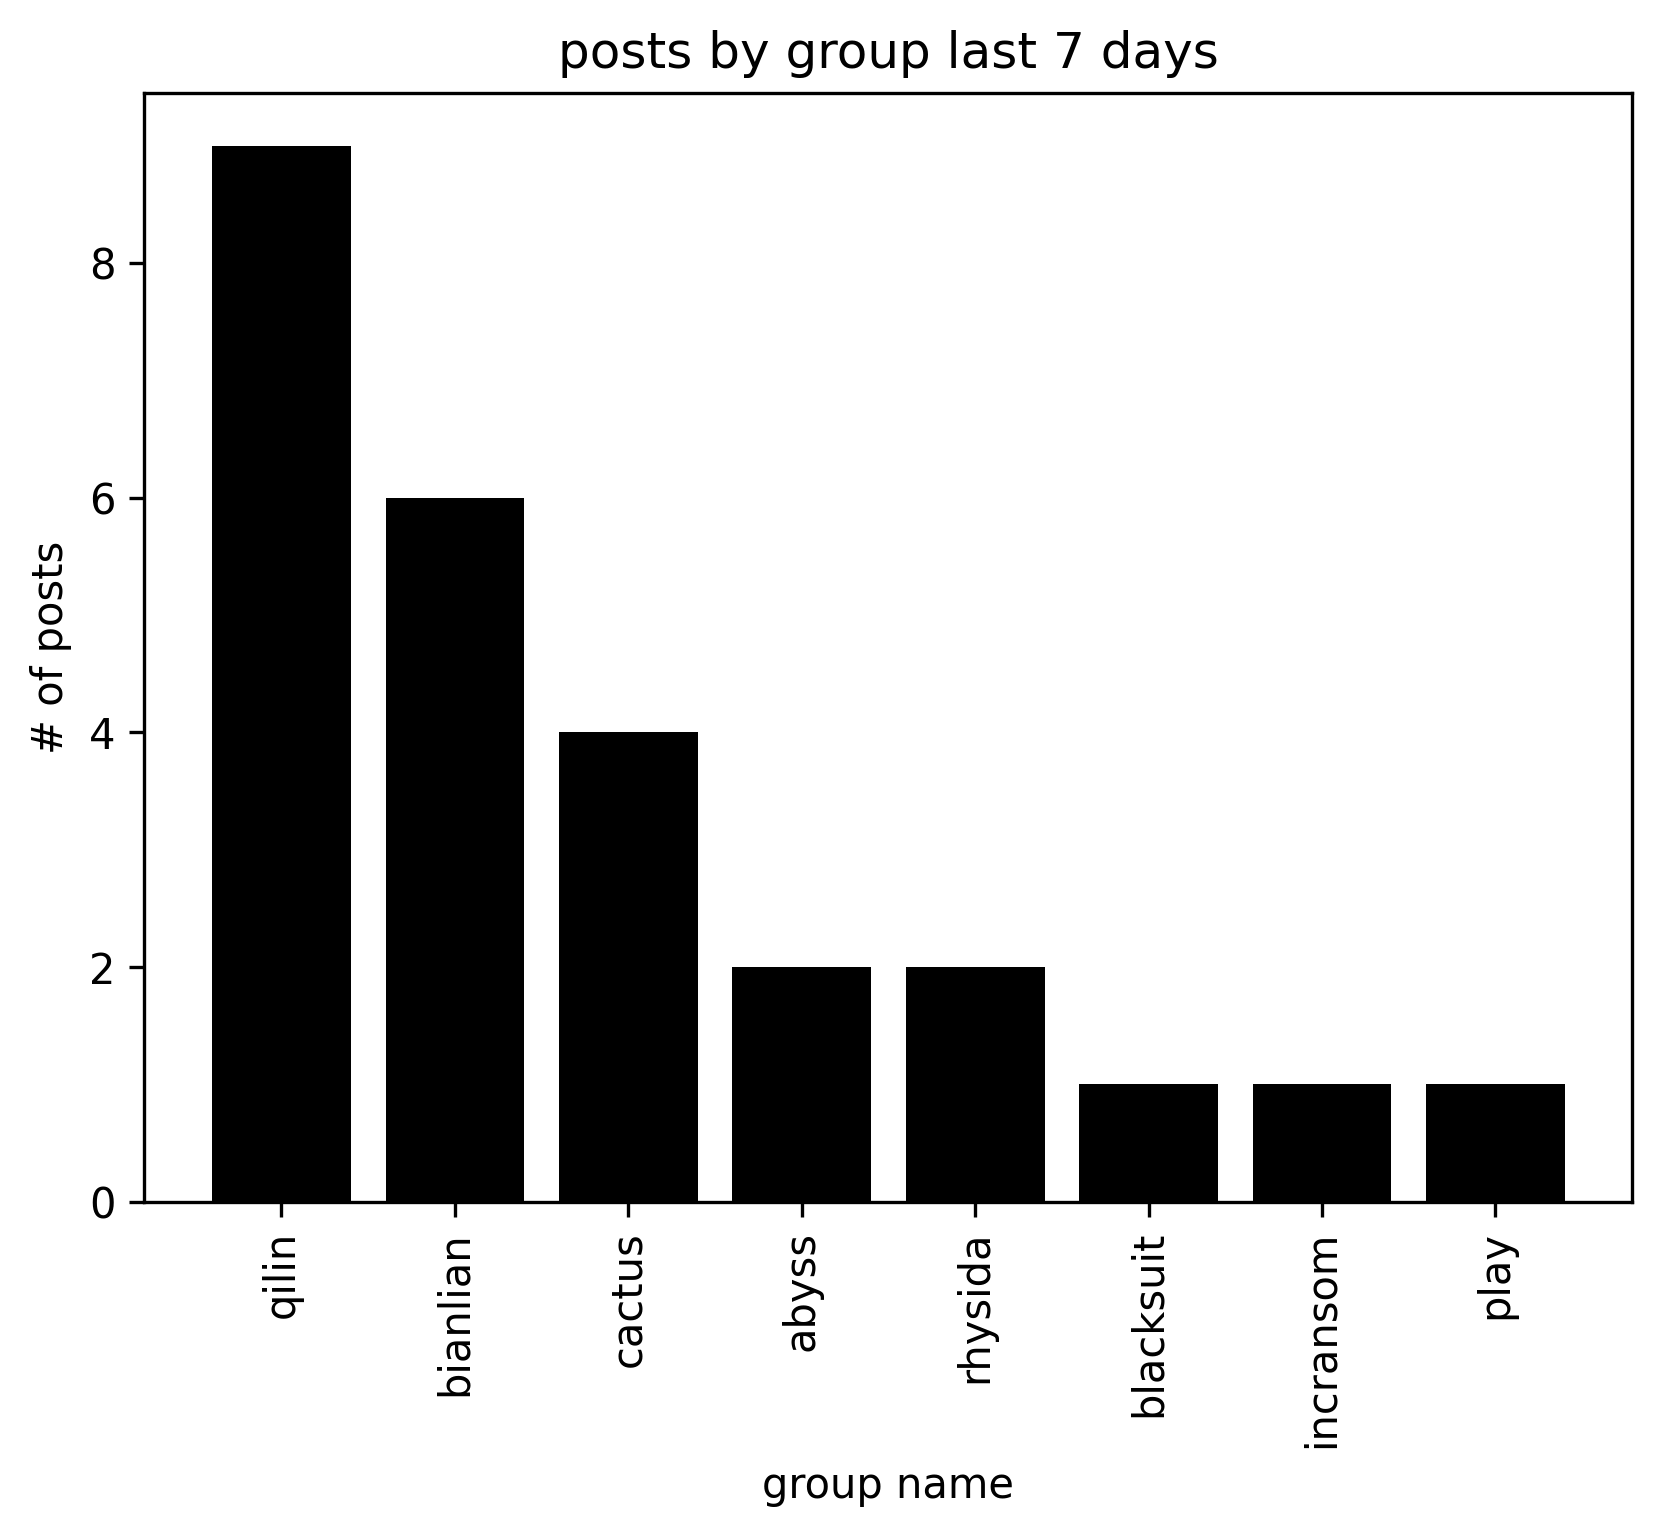 posts by group last 7 days
# of posts
8
6
4
2
0
qilin
bianlian
cactus
abyss
rhysida
blacksuit
incransom
play
group name